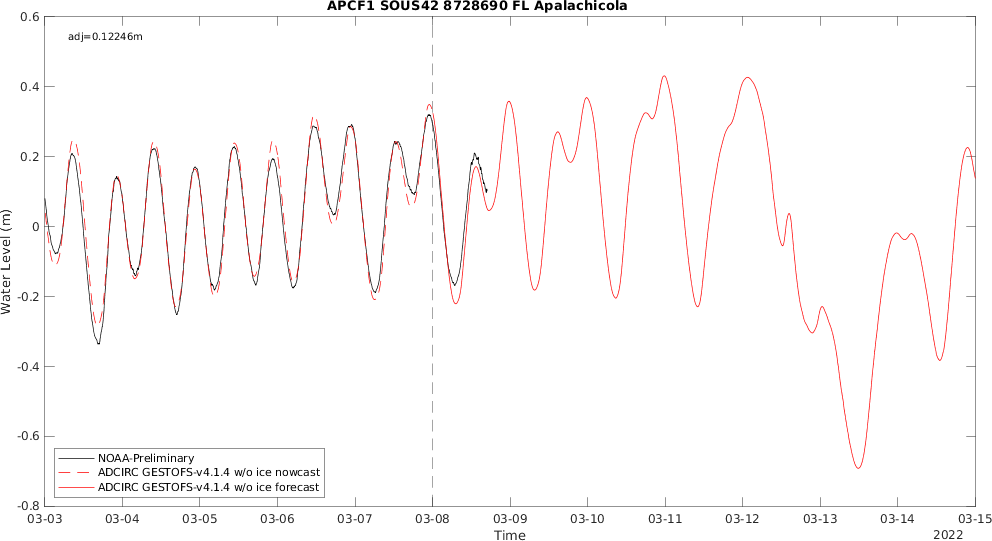 APCF1 SOUS42 8728690 FL Apalachicola
adj=0.12246m
0.6
0.4
0.2
0
-0.2
-0.4
-0.6
-0.8
Water Level (m)
NOAA-Preliminary
ADCIRC GESTOFS-v4.1.4 w/o ice nowcast
ADCIRC GESTOFS-v4.1.4 w/o ice forecast
03-03 03-04 03-05 03-06 03-07 03-08 03-09 03-10 03-11 03-12 03-13 03-14 03-15
Time
2022